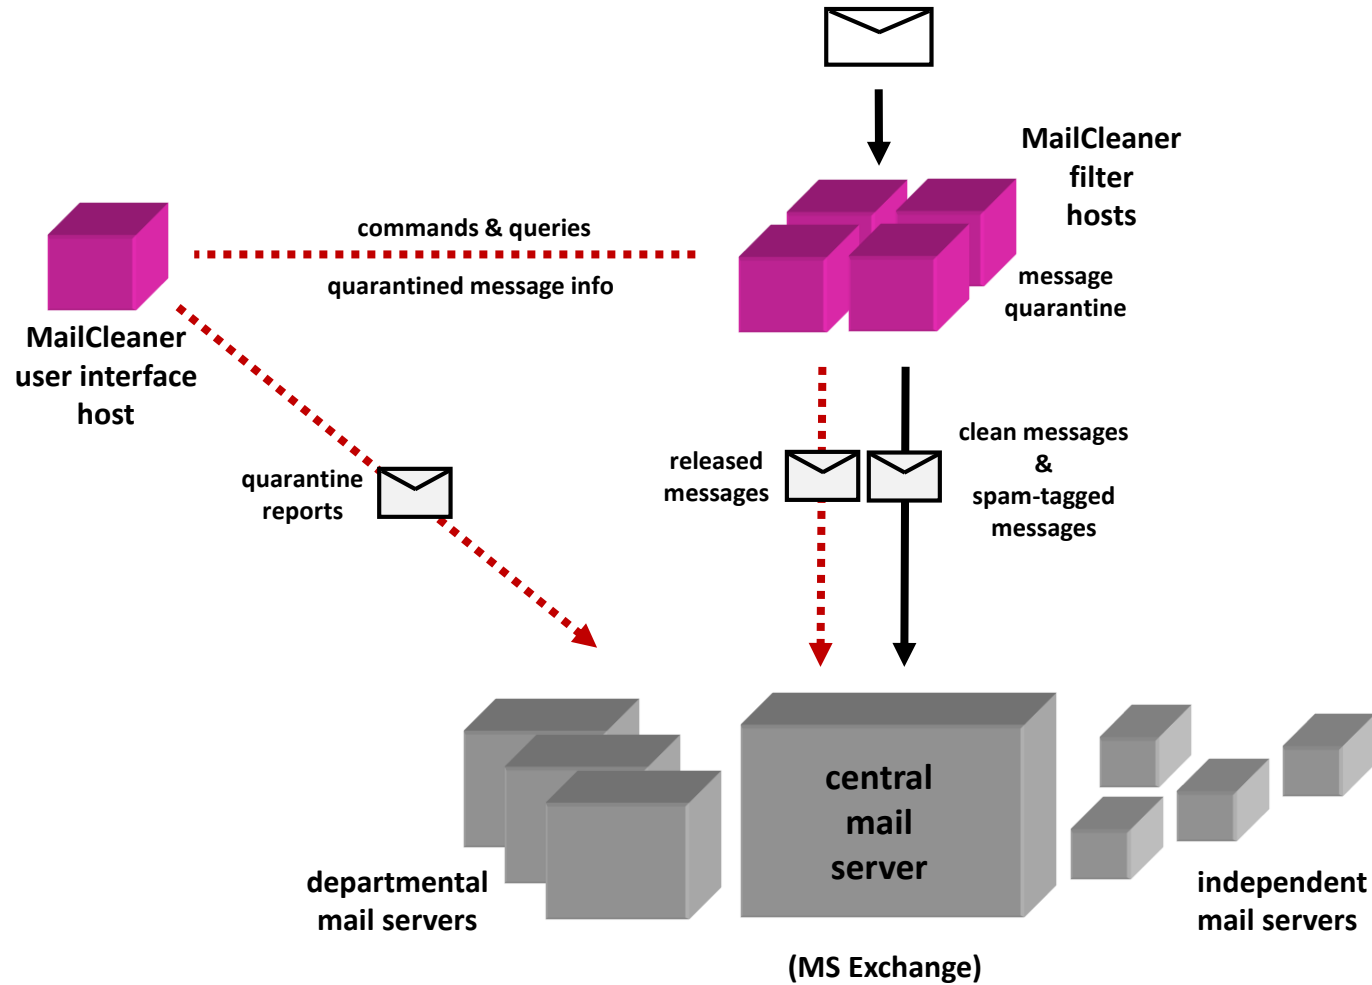 MailCleaner
filter
hosts
commands & queries
quarantined message info
message
quarantine
MailCleaner
user interface
host
quarantine
reports
released
messages
clean messages
&
spam-tagged
messages
central
mail
server
departmental
mail servers
independent
mail servers
(MS Exchange)